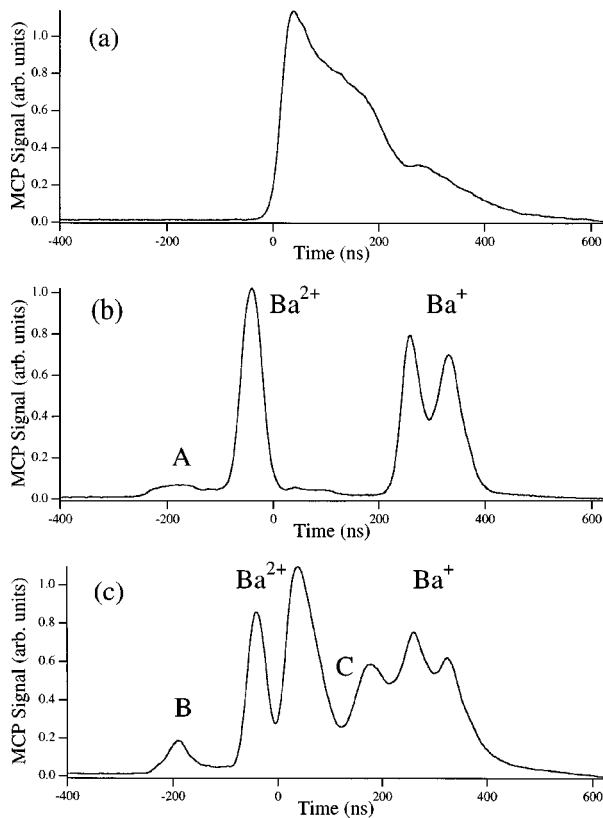 (a)
MCP Signal (arb. units)
1.0
0.8
0.6
0.4
0.2
0.0
-400 -200 0 200 400 600
Time (ns)
(b)
Ba2+
Ba+
A
MCP Signal (arb. units)
1.0
0.8
0.6
0.4
0.2
0.0
-400 -200 0 200 400 600
Time (ns)
(c)
Ba2+
Ba+
C
B
MCP Signal (arb. units)
1.0
0.8
0.6
0.4
0.2
0.0
-400 -200 0 200 400 600
Time (ns)